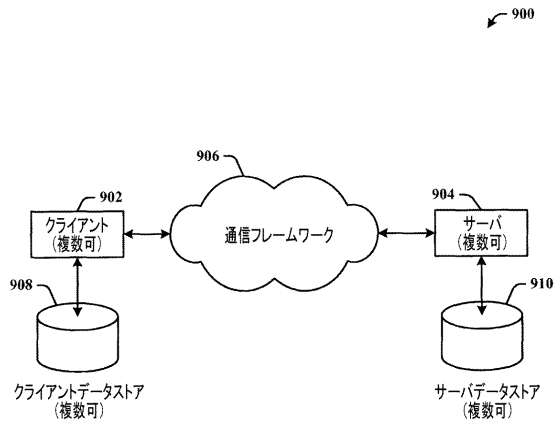 900
906
902
904
クライアント
(複数可)
通信フレームワーク
サーバ
(複数可)
908
910
クライアントデータストア
(複数可)
サーバデータストア
(複数可)